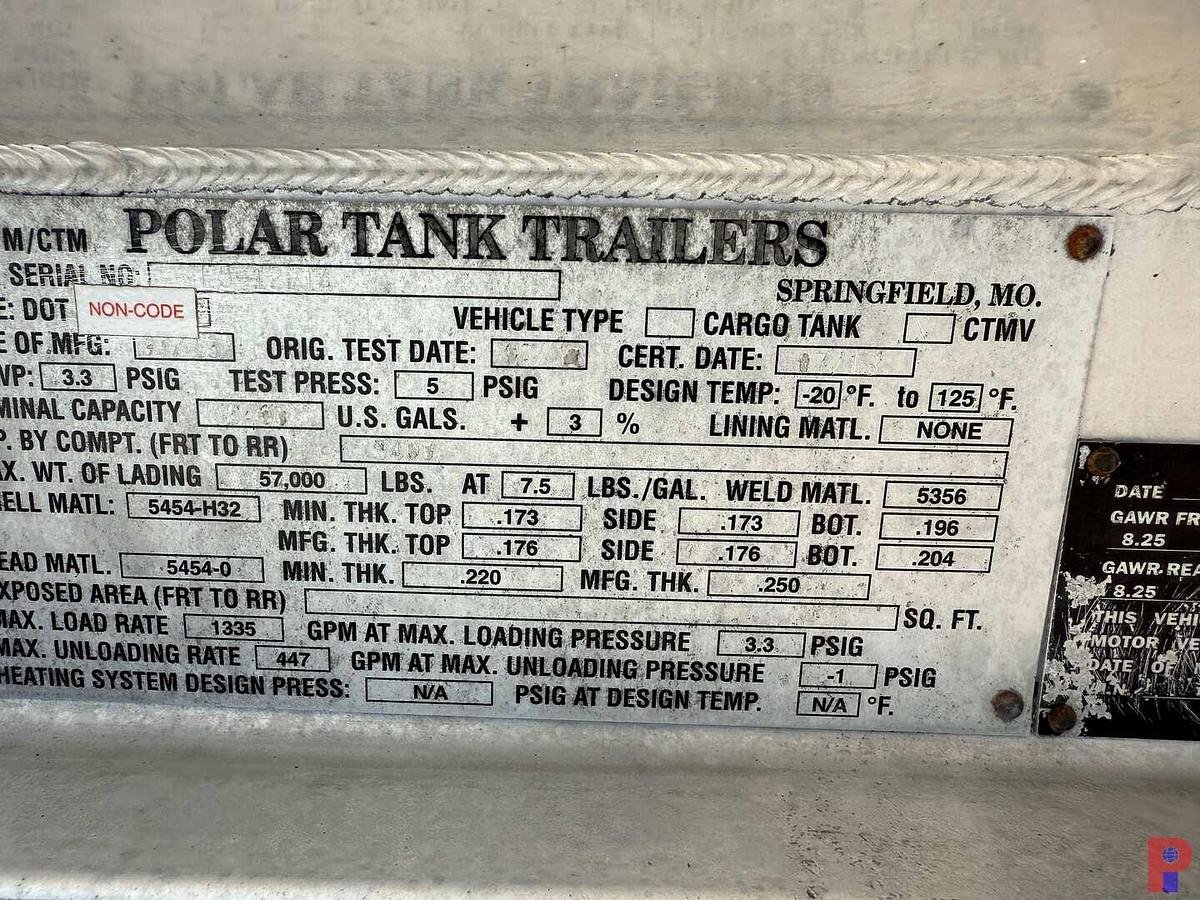 M/CTM POLAR TANK TRAILERS
SERIAL NO:
SPRINGFIELD, MO.
E: DOT NON-CODE VEHICLE TYPE CARGO TANK CTMV
E OF MFG: ORIG. TEST DATE: CERT. DATE:
WP: 3.3 PSIG TEST PRESS: 5 PSIG DESIGN TEMP: -20 °F. to 125 °F.
MINAL CAPACITY U.S. GALS. + 3 % LINING MATL. NONE
P. BY COMPT. (FRT TO RR)
AX. WT. OF LADING 57,000 LBS. AT 7.5 LBS./GAL. WELD MATL. 5356
ELL MATL: 5454-H32 MIN. THK. TOP .173 SIDE .173 BOT. .196
MFG. THK. TOP .176 SIDE .176 BOT. .204
EAD MATL. 5454-0 MIN. THK. .220 MFG. THK. .250
XPOSED AREA (FRT TO RR) SQ. FT.
MAX. LOAD RATE 1335 GPM AT MAX. LOADING PRESSURE 3.3 PSIG
MAX. UNLOADING RATE 447 GPM AT MAX. UNLOADING PRESSURE -1 PSIG
HEATING SYSTEM DESIGN PRESS: N/A PSIG AT DESIGN TEMP. N/A °F.
DATE
GAWR FR
8.25
GAWR REA
8.25
THIS VEHI
MOTOR VE
DATE OF